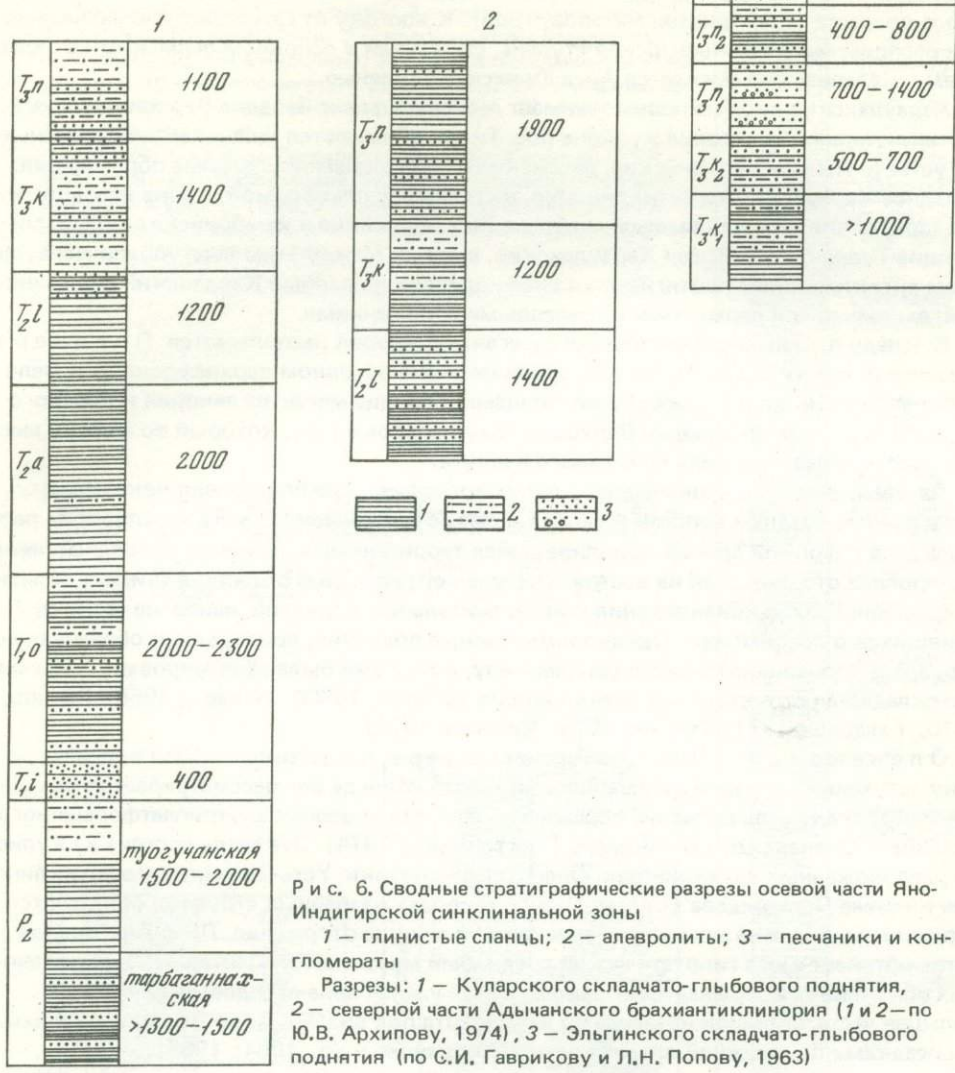 1
T₃n 1100
T₃к 1400
T₂l 1200
T₂a 2000
T₁o 2000–2300
T₁i 400
P₂
туогучанская
1500–2000
тарбаганнах-
ская
>1300–1500
2
T₃n 1900
T₃к 1200
T₂l 1400
T₃n₂ 400–800
T₃n₁ 700–1400
T₃к₂ 500–700
T₃к₁ >1000
1 2 3
Рис. 6. Сводные стратиграфические разрезы осевой части Яно-
Индигирской синклинальной зоны
1 – глинистые сланцы; 2 – алевролиты; 3 – песчаники и кон-
гломераты
Разрезы: 1 – Куларского складчато-глыбового поднятия,
2 – северной части Адычанского брахиантиклинория (1 и 2 – по
Ю.В. Архипову, 1974), 3 – Эльгинского складчато-глыбового
поднятия (по С.И. Гаврикову и Л.Н. Попову, 1963)